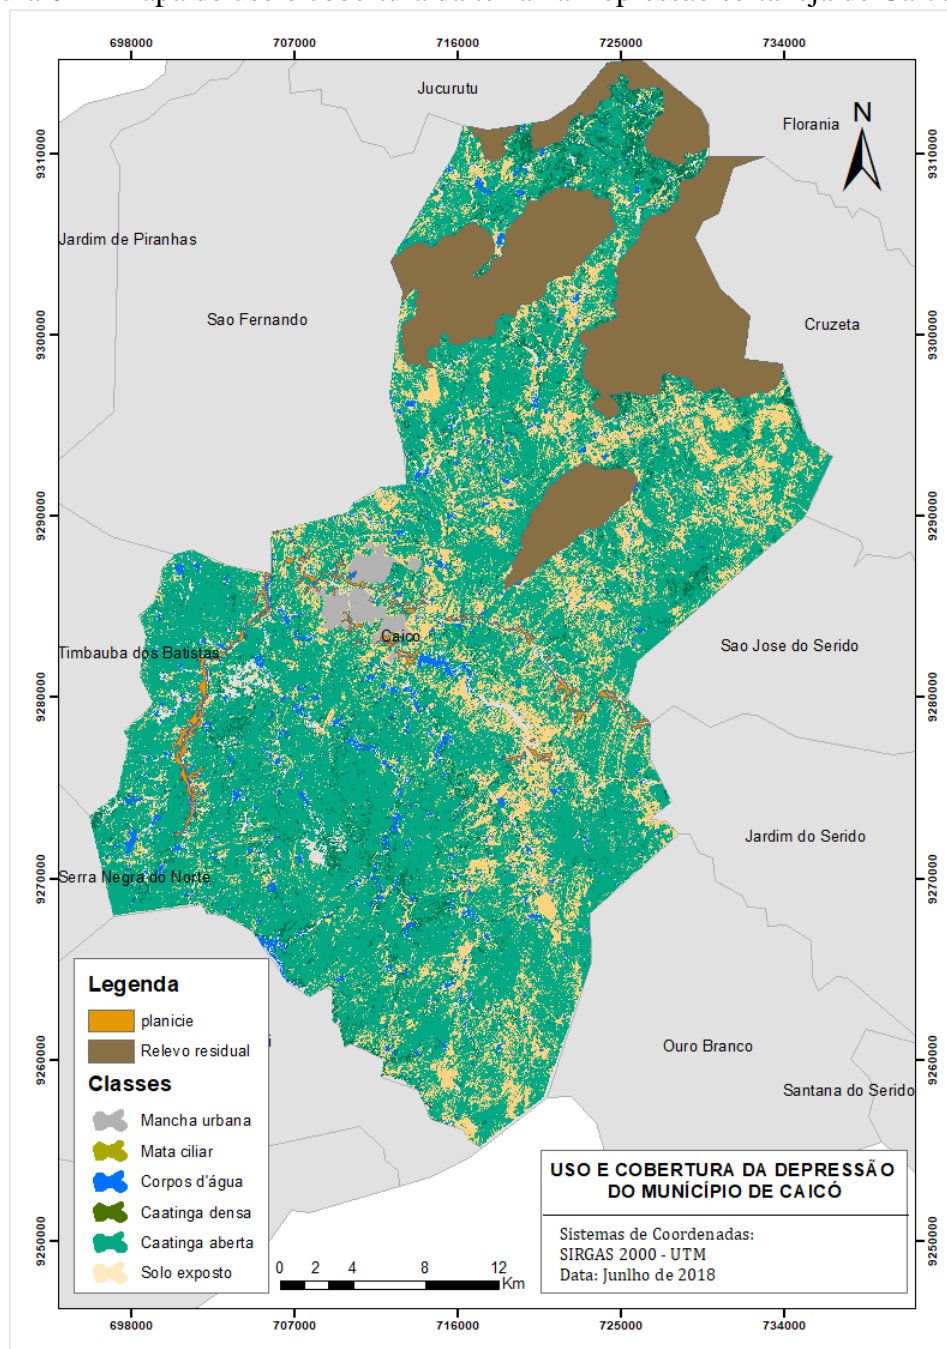 698000 707000 716000 725000 734000
Jucurutu
Florania
N
9310000 9310000
Jardim de Piranhas
Sao Fernando
Cruzeta
9300000 9300000
9290000 9290000
Caico
Timbauba dos Batistas
Sao Jose do Serido
9280000 9280000
Jardim do Serido
Serra Negra do Norte
9270000 9270000
Legenda
planicie
Relevo residual
Classes
Mancha urbana
Mata ciliar
Corpos d'água
Caatinga densa
Caatinga aberta
Solo exposto
Ouro Branco
9260000 9260000
Santana do Serido
USO E COBERTURA DA DEPRESSÃO
DO MUNÍCÍPIO DE CAICÓ
Sistemas de Coordenadas:
SIRGAS 2000 - UTM
Data: Junlho de 2018
9250000 9250000
0 2 4 8 12
Km
698000 707000 716000 725000 734000